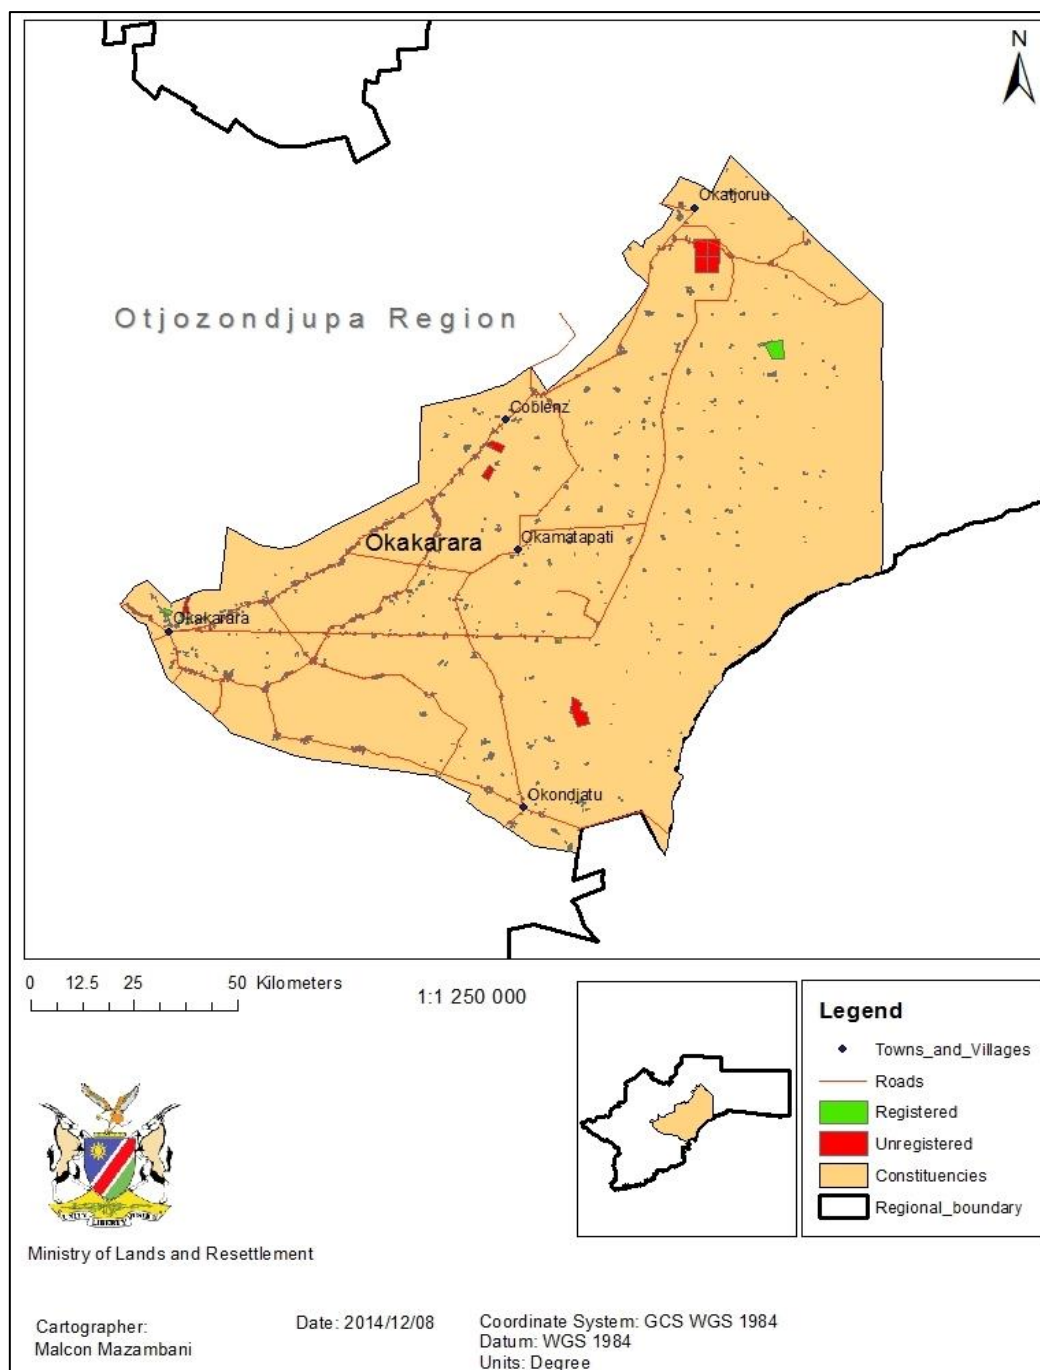 N
Okatjoruu
Otjozondjupa Region
Coblenz
Okakarara
Okamatapati
Okakarara
Okondjatu
0 12.5 25 50 Kilometers
1:1 250 000
Legend
Towns_and_Villages
Roads
Registered
Unregistered
Constituencies
Regional_boundary
LIBERTY
Ministry of Lands and Resettlement
Cartographer:
Malcon Mazambani
Date: 2014/12/08
Coordinate System: GCS WGS 1984
Datum: WGS 1984
Units: Degree